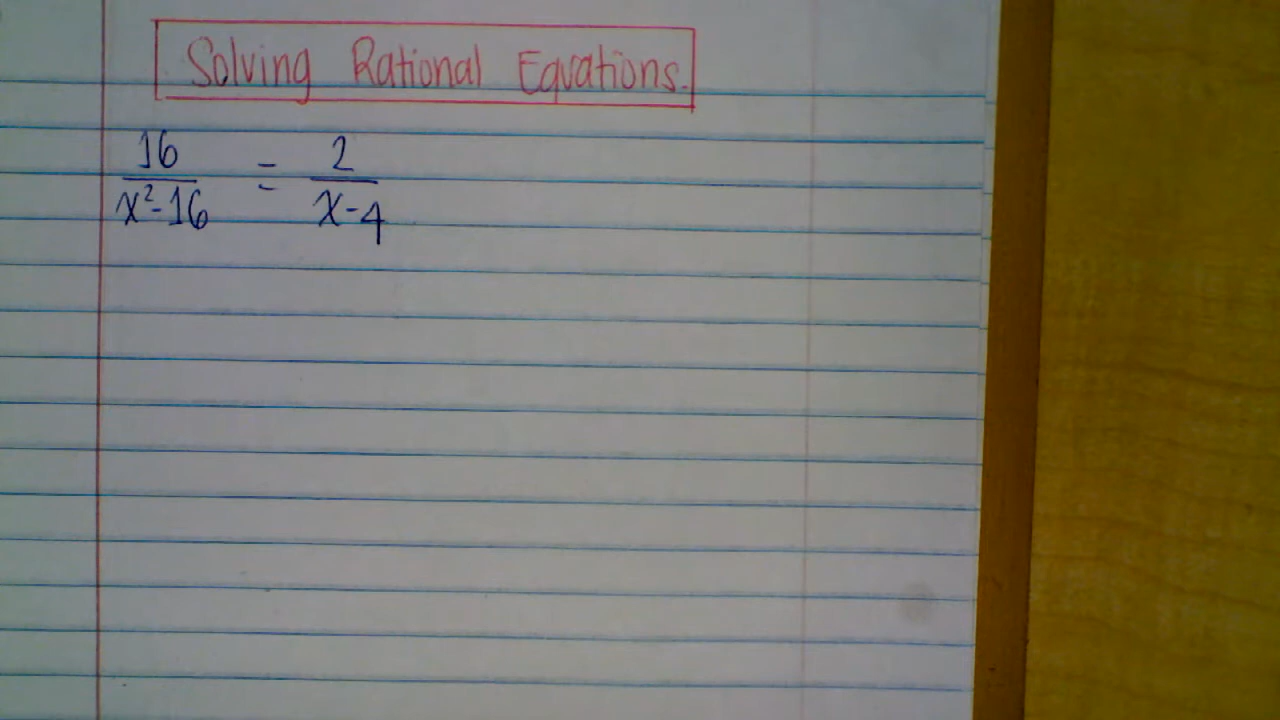 Solving Rational Equations.
16/(x²-16) = 2/(x-4)